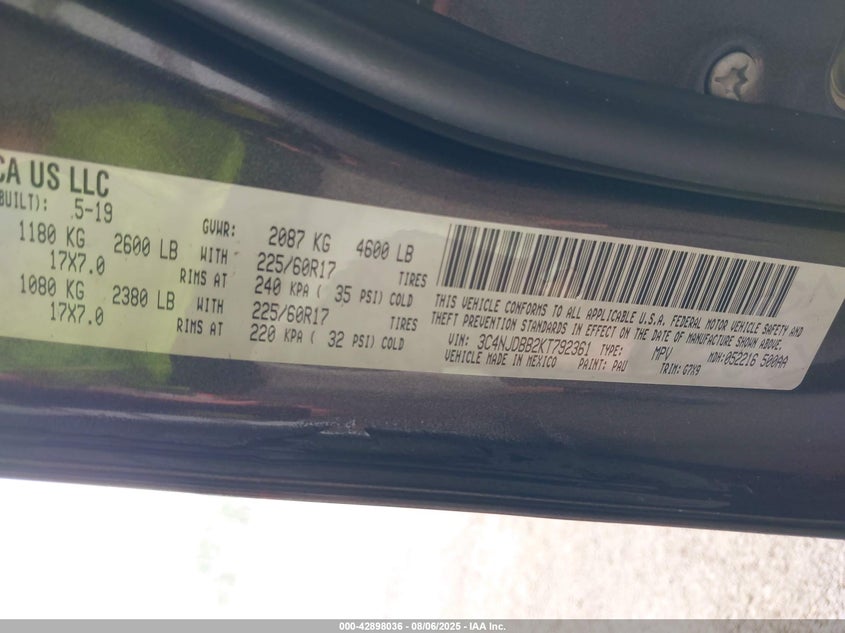 CA US LLC
BUILT): 5-19
GVWR: 2087 KG 4600 LB
1180 KG 2600 LB WITH 225/60R17 TIRES
17X7.0 RIMS AT 240 KPA ( 35 PSI) COLD
1080 KG 2380 LB WITH 225/60R17 TIRES
17X7.0 RIMS AT 220 KPA ( 32 PSI) COLD
THIS VEHICLE CONFORMS TO ALL APPLICABLE U.S.A. FEDERAL MOTOR VEHICLE SAFETY AND
THEFT PREVENTION STANDARDS IN EFFECT ON THE DATE OF MANUFACTURE SHOWN ABOVE.
VIN: 3C4NJDBB2KT792361 TYPE: MPV MDH:052216 500AA
VEHICLE MADE IN MEXICO PAINT: PAU TRIM: G7X9
000-42898036 - 08/06/2025 - IAA Inc.